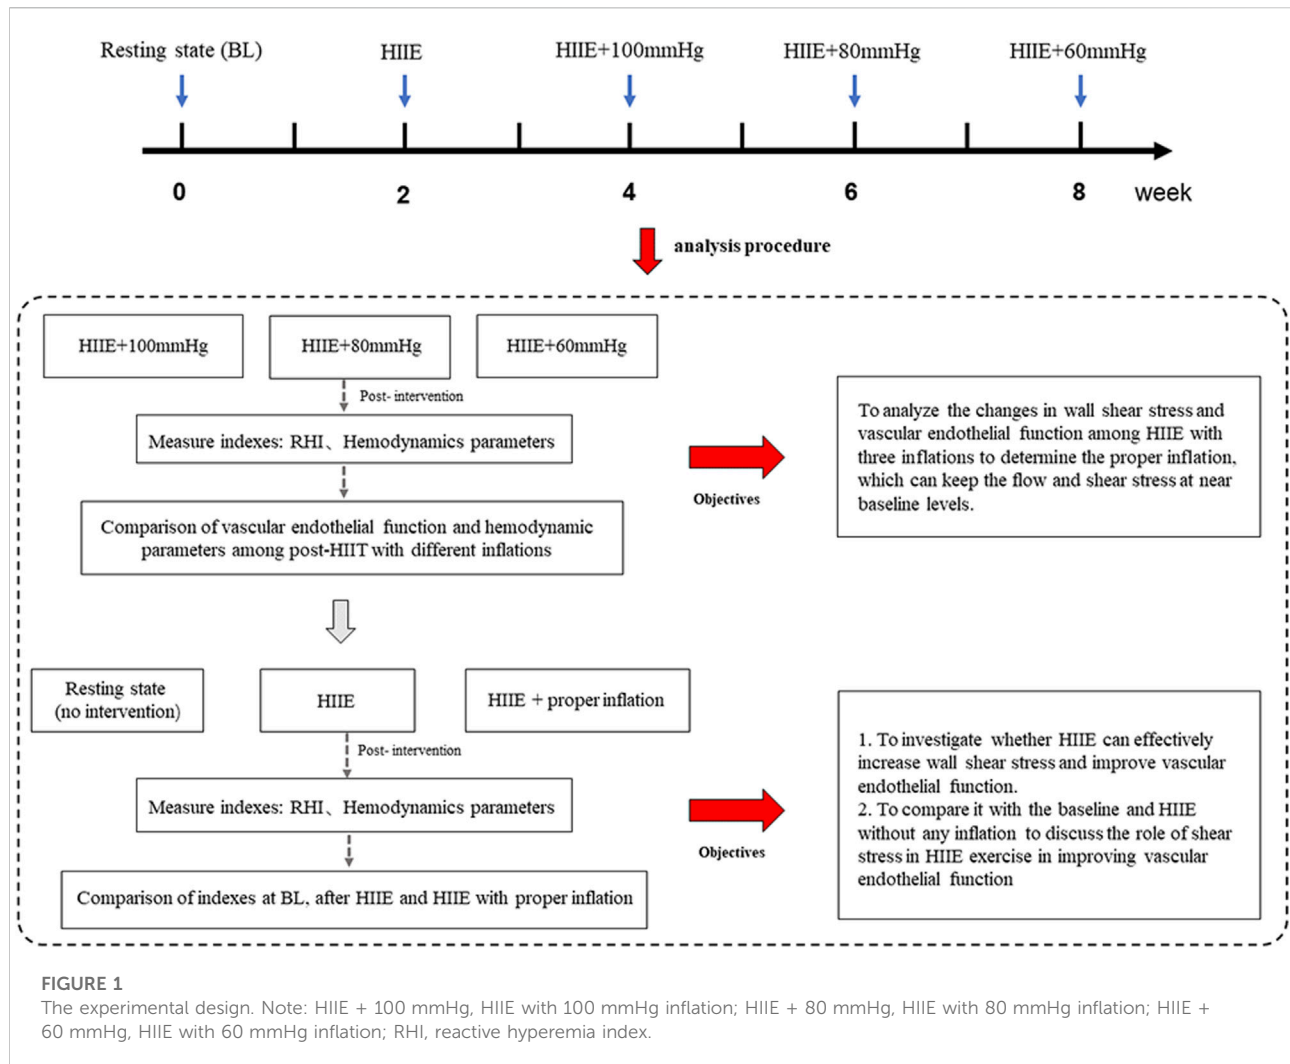 Resting state (BL)
HIIE
HIIE+100mmHg
HIIE+80mmHg
HIIE+60mmHg
0
2
4
6
8
week
analysis procedure
HIIE+100mmHg
HIIE+80mmHg
HIIE+60mmHg
Post- intervention
Measure indexes: RHI、Hemodynamics parameters
Comparison of vascular endothelial function and hemodynamic
parameters among post-HIIT with different inflations
Objectives
To analyze the changes in wall shear stress and
vascular endothelial function among HIIE with
three inflations to determine the proper inflation,
which can keep the flow and shear stress at near
baseline levels.
Resting state
(no intervention)
HIIE
HIIE + proper inflation
Post- intervention
Measure indexes: RHI、Hemodynamics parameters
Comparison of indexes at BL, after HIIE and HIIE with proper inflation
Objectives
1. To investigate whether HIIE can effectively
increase wall shear stress and improve vascular
endothelial function.
2. To compare it with the baseline and HIIE
without any inflation to discuss the role of shear
stress in HIIE exercise in improving vascular
endothelial function
FIGURE 1
The experimental design. Note: HIIE + 100 mmHg, HIIE with 100 mmHg inflation; HIIE + 80 mmHg, HIIE with 80 mmHg inflation; HIIE +
60 mmHg, HIIE with 60 mmHg inflation; RHI, reactive hyperemia index.